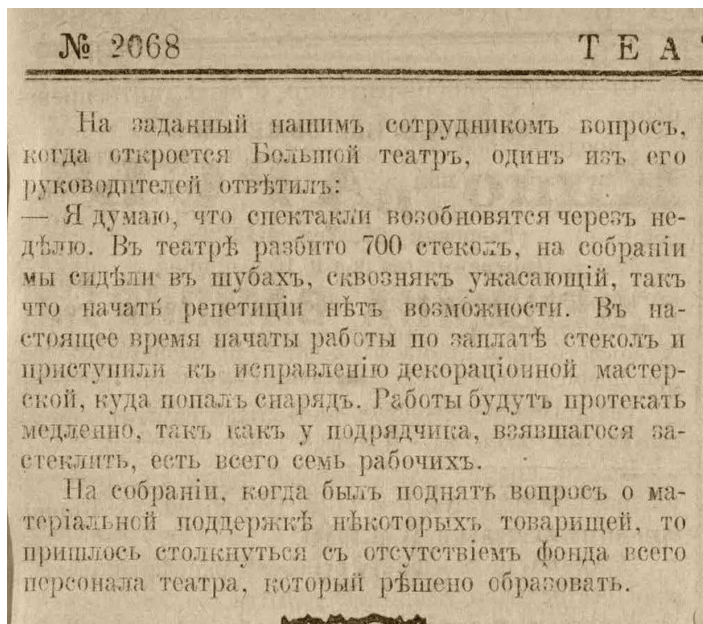 № 2068
ТЕА
На заданный нашимъ сотрудникомъ вопросъ,
когда откроется Большой театръ, одинъ изъ его
руководителей отвѣтилъ:
— Я думаю, что спектакли возобновятся черезъ не-
дѣлю. Въ театрѣ разбито 700 стеколъ, на собраніи
мы сидѣли въ шубахъ, сквознякъ ужасающій, такъ
что начать репетиціи нѣтъ возможности. Въ на-
стоящее время начаты работы по заплатѣ стеколъ и
приступили къ исправленію декораціонной мастер-
ской, куда попалъ снарядъ. Работы будутъ протекать
медленно, такъ какъ у подрядчика, взявшагося за-
стеклить, есть всего семь рабочихъ.
На собраніи, когда былъ поднятъ вопросъ о ма-
теріальной поддержкѣ нѣкоторыхъ товарищей, то
пришлось столкнуться съ отсутствіемъ фонда всего
персонала театра, который рѣшено образовать.